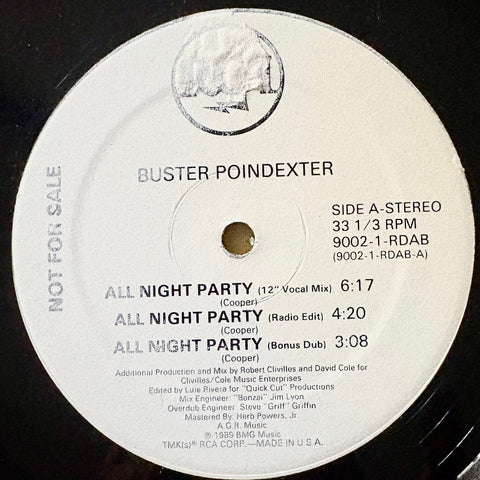 BUSTER POINDEXTER
NOT FOR SALE
SIDE A-STEREO
33 1/3 RPM
9002-1-RDAB
(9002-1-RDAB-A)
ALL NIGHT PARTY (12" Vocal Mix) 6:17
(Cooper)
ALL NIGHT PARTY (Radio Edit) 4:20
(Cooper)
ALL NIGHT PARTY (Bonus Dub) 3:08
(Cooper)
Additional Production and Mix by Robert Clivilles and David Cole for
Clivilles/Cole Music Enterprises
Edited by Luie Rivera for "Quick Cut" Productions
Mix Engineer: "Bonzai" Jim Lyon
Overdub Engineer: Steve "Griff" Griffin
Mastered By: Herb Powers, Jr.
A.G.R. Music
℗ 1989 BMG Music
TMK(s)® RCA CORP.—MADE IN U.S.A.